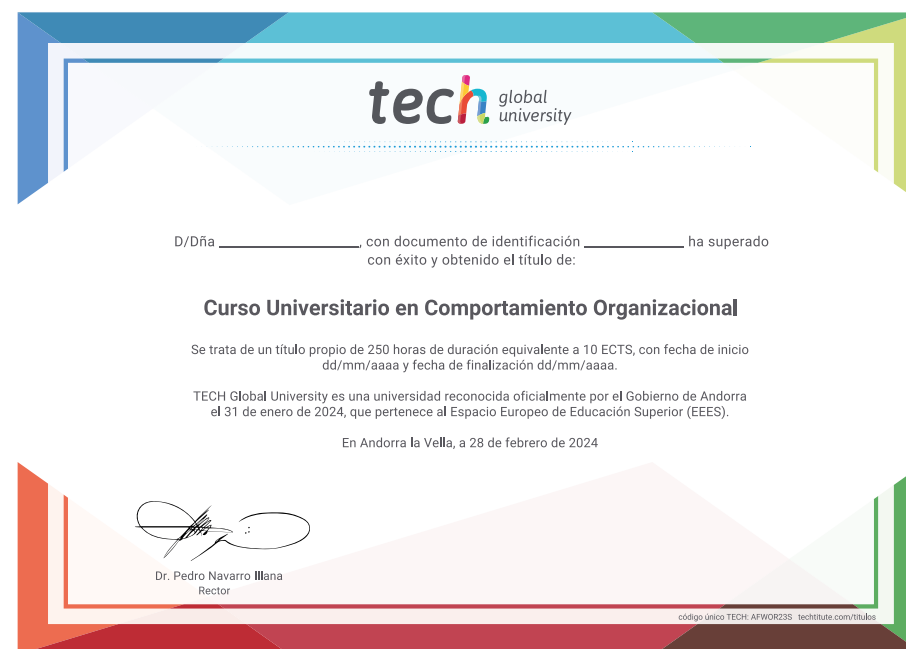 tech global
university
D/Dña ____________________, con documento de identificación ______________ ha superado
con éxito y obtenido el título de:
Curso Universitario en Comportamiento Organizacional
Se trata de un título propio de 250 horas de duración equivalente a 10 ECTS, con fecha de inicio
dd/mm/aaaa y fecha de finalización dd/mm/aaaa.
TECH Global University es una universidad reconocida oficialmente por el Gobierno de Andorra
el 31 de enero de 2024, que pertenece al Espacio Europeo de Educación Superior (EEES).
En Andorra la Vella, a 28 de febrero de 2024
Dr. Pedro Navarro Illana
Rector
código único TECH: AFWOR23S techtitute.com/titulos